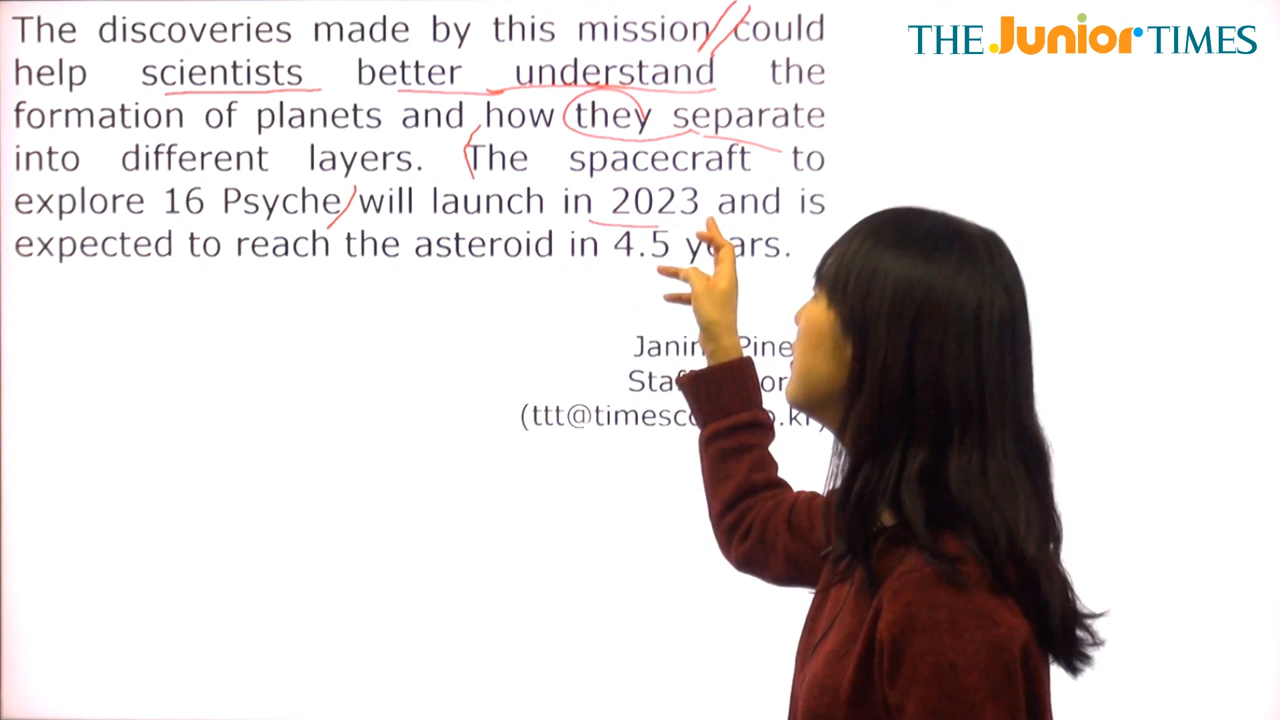 The discoveries made by this mission could
help scientists better understand the
formation of planets and how they separate
into different layers. The spacecraft to
explore 16 Psyche will launch in 2023 and is
expected to reach the asteroid in 4.5 years.
THE Junior TIMES